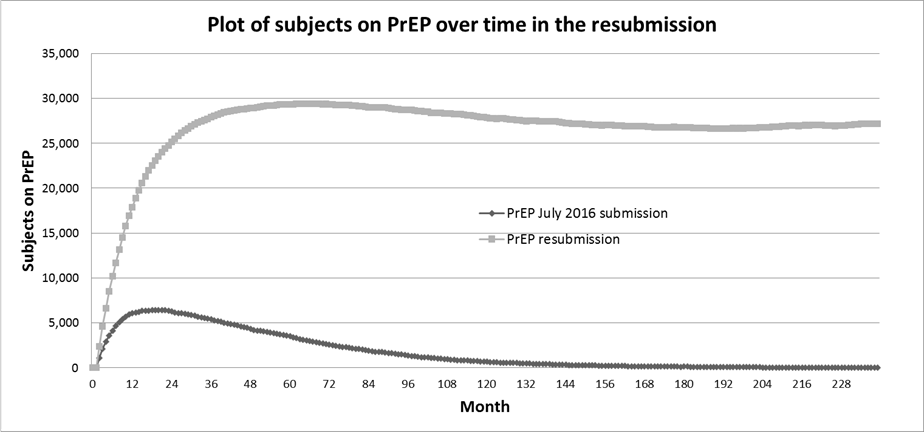 Plot of subjects on PrEP over time in the resubmission
35,000
30,000
25,000
20,000
15,000
10,000
5,000
0
Subjects on PrEP
PrEP July 2016 submission
PrEP resubmission
0 12 24 36 48 60 72 84 96 108 120 132 144 156 168 180 192 204 216 228
Month